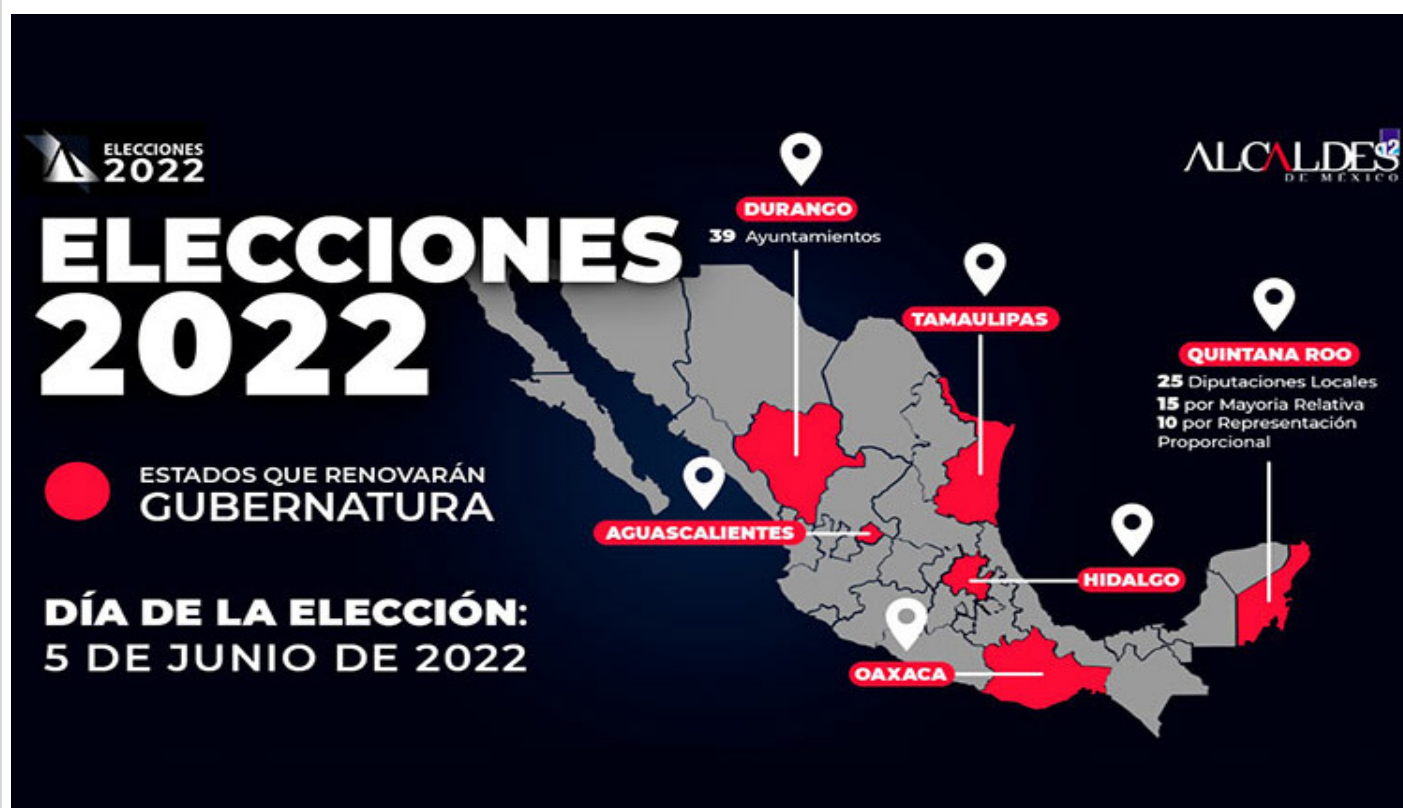 ELECCIONES
2022
ALCALDES
DE MÉXICO
ELECCIONES
2022
DURANGO
39 Ayuntamientos
TAMAULIPAS
QUINTANA ROO
25 Diputaciones Locales
15 por Mayoría Relativa
10 por Representación
Proporcional
ESTADOS QUE RENOVARÁN
GUBERNATURA
AGUASCALIENTES
HIDALGO
DÍA DE LA ELECCIÓN:
5 DE JUNIO DE 2022
OAXACA